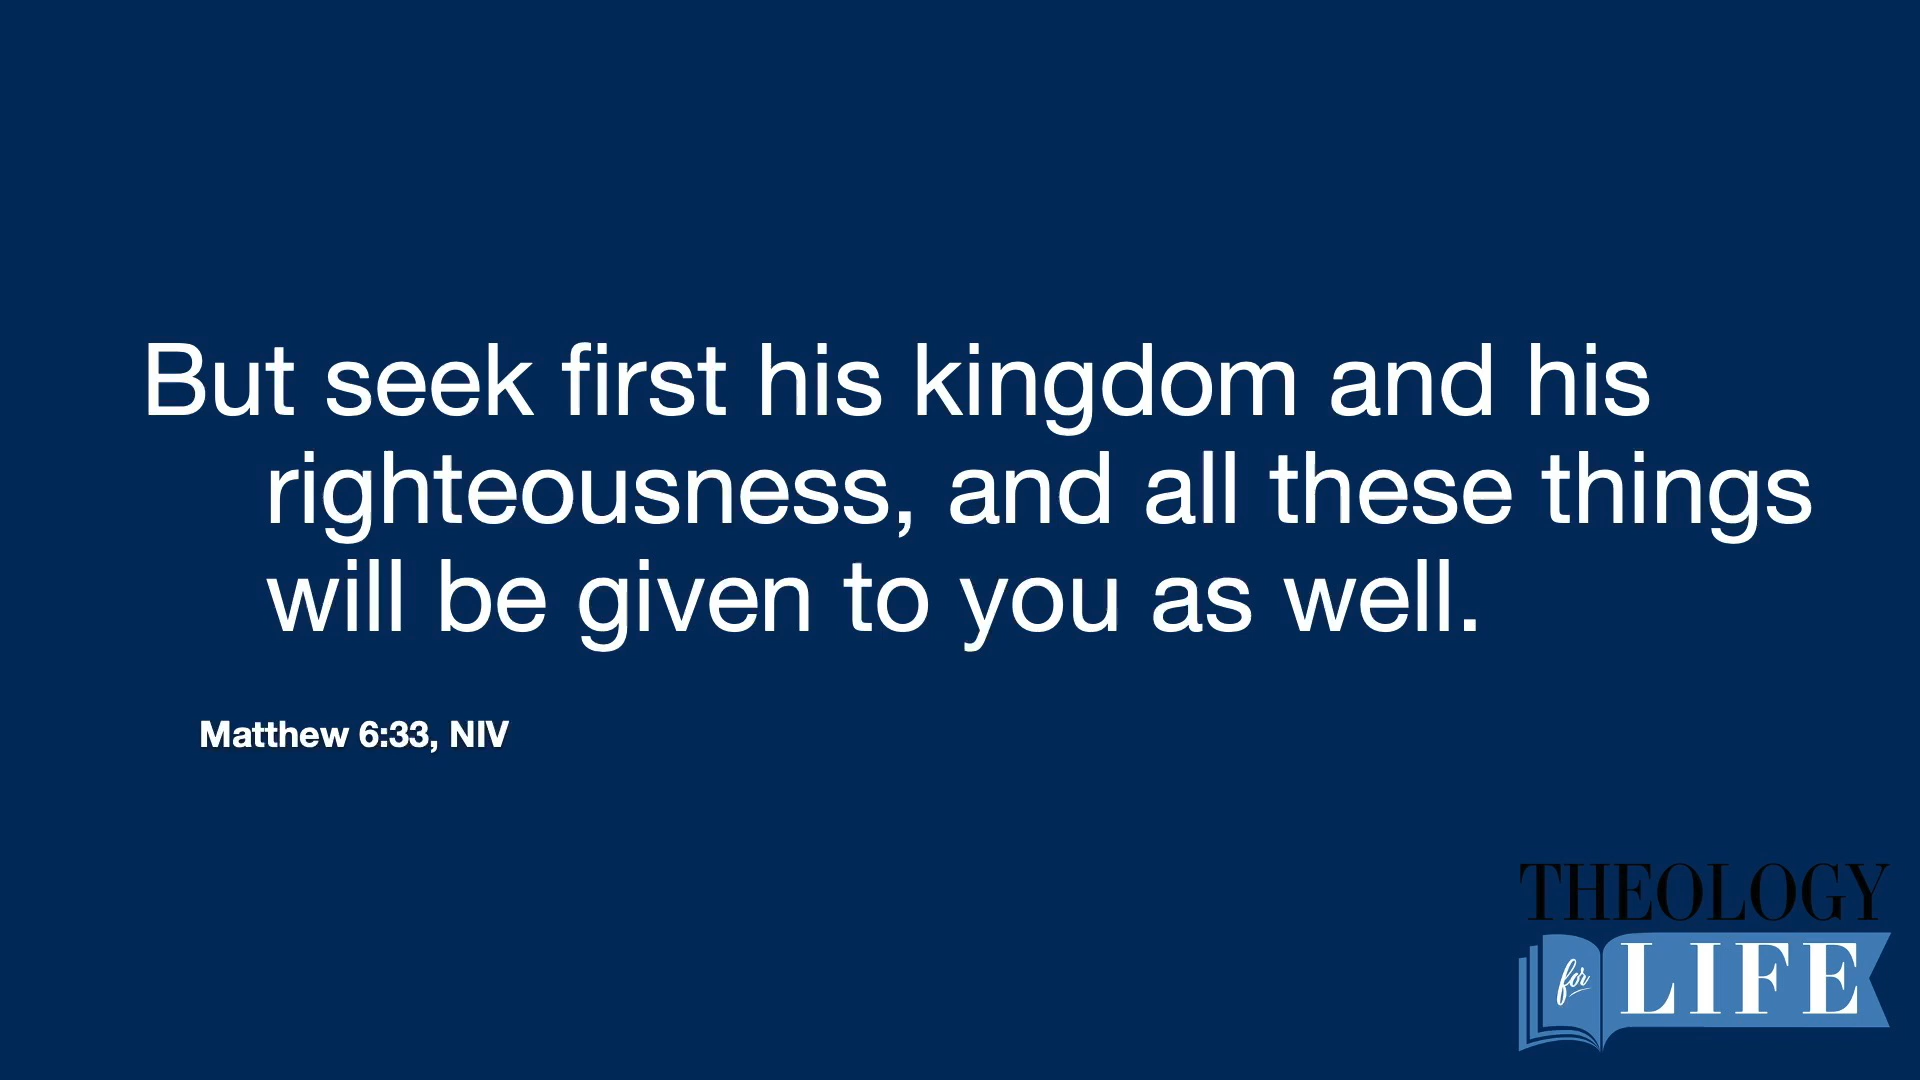 But seek first his kingdom and his
righteousness, and all these things
will be given to you as well.
Matthew 6:33, NIV
THEOLOGY
for LIFE